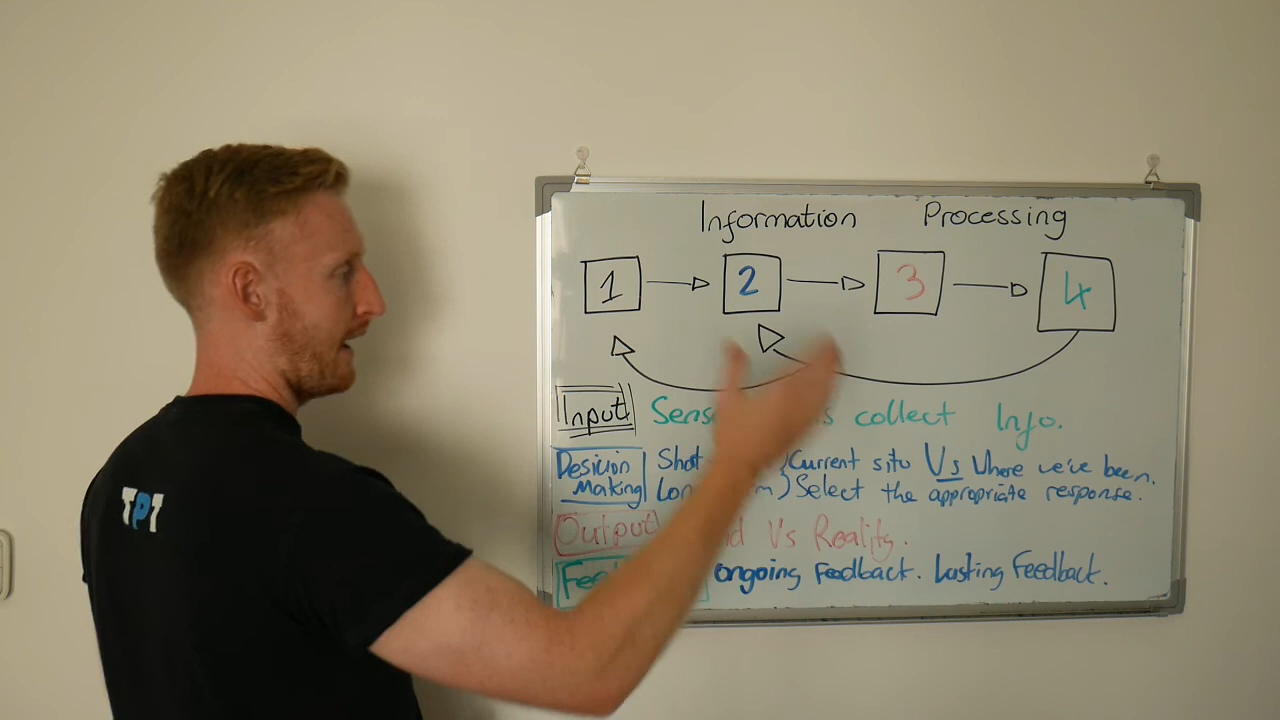 Information Processing
1 2 3 4
Input Sens collect Info.
Desicion Shot Current situ Vs Where we've been.
Making (Lon m) Select the appropriate response.
Output Vs Reality.
Fee ongoing Feedback. Lasting Feedback.
TPT